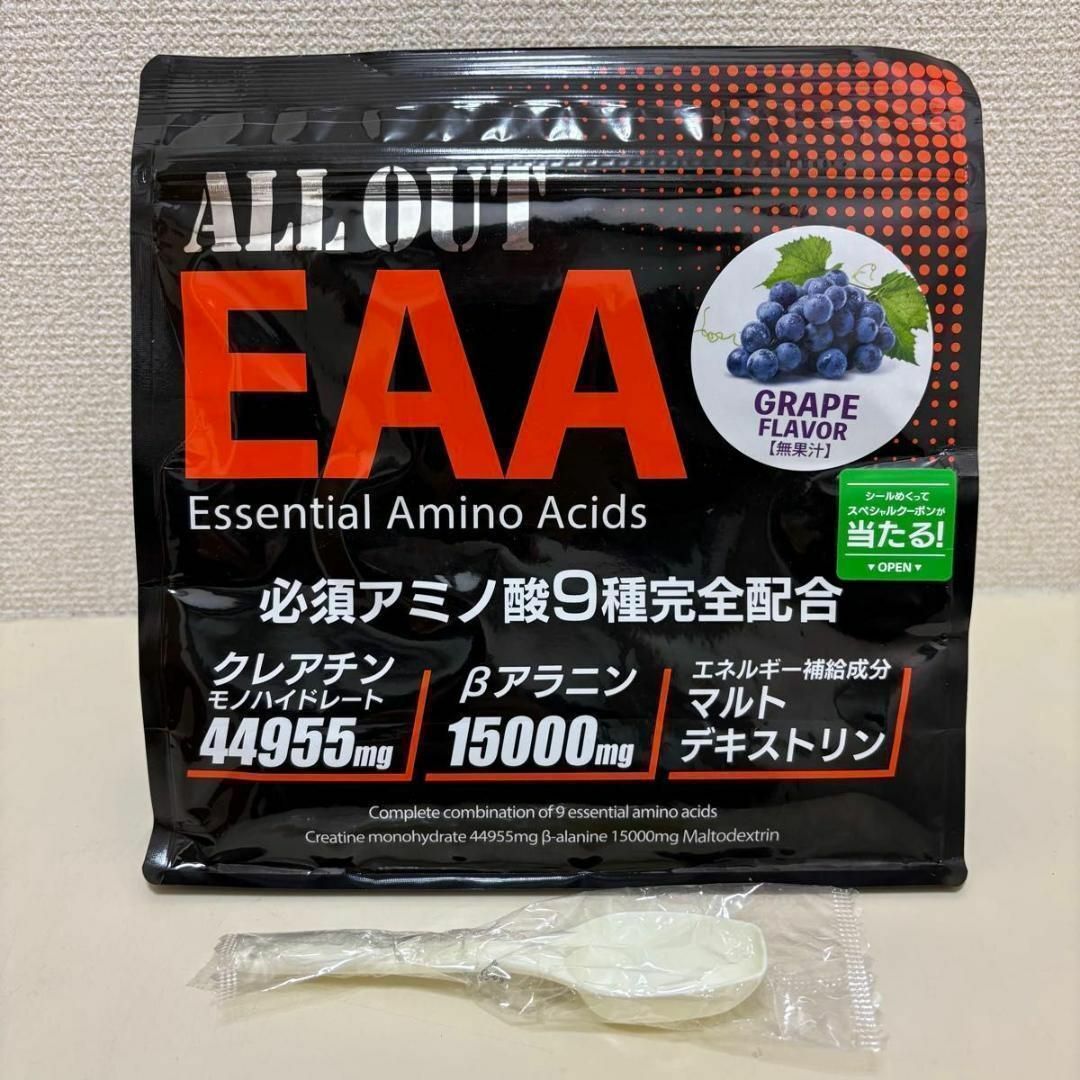 ALL OUT
EAA
Essential Amino Acids
GRAPE
FLAVOR
【無果汁】
シールめくって
スペシャルクーポンが
当たる!
▼OPEN▼
必須アミノ酸9種完全配合
クレアチン
モノハイドレート
44955mg
βアラニン
15000mg
エネルギー補給成分
マルト
デキストリン
Complete combination of 9 essential amino acids
Creatine monohydrate 44955mg β-alanine 15000mg Maltodextrin